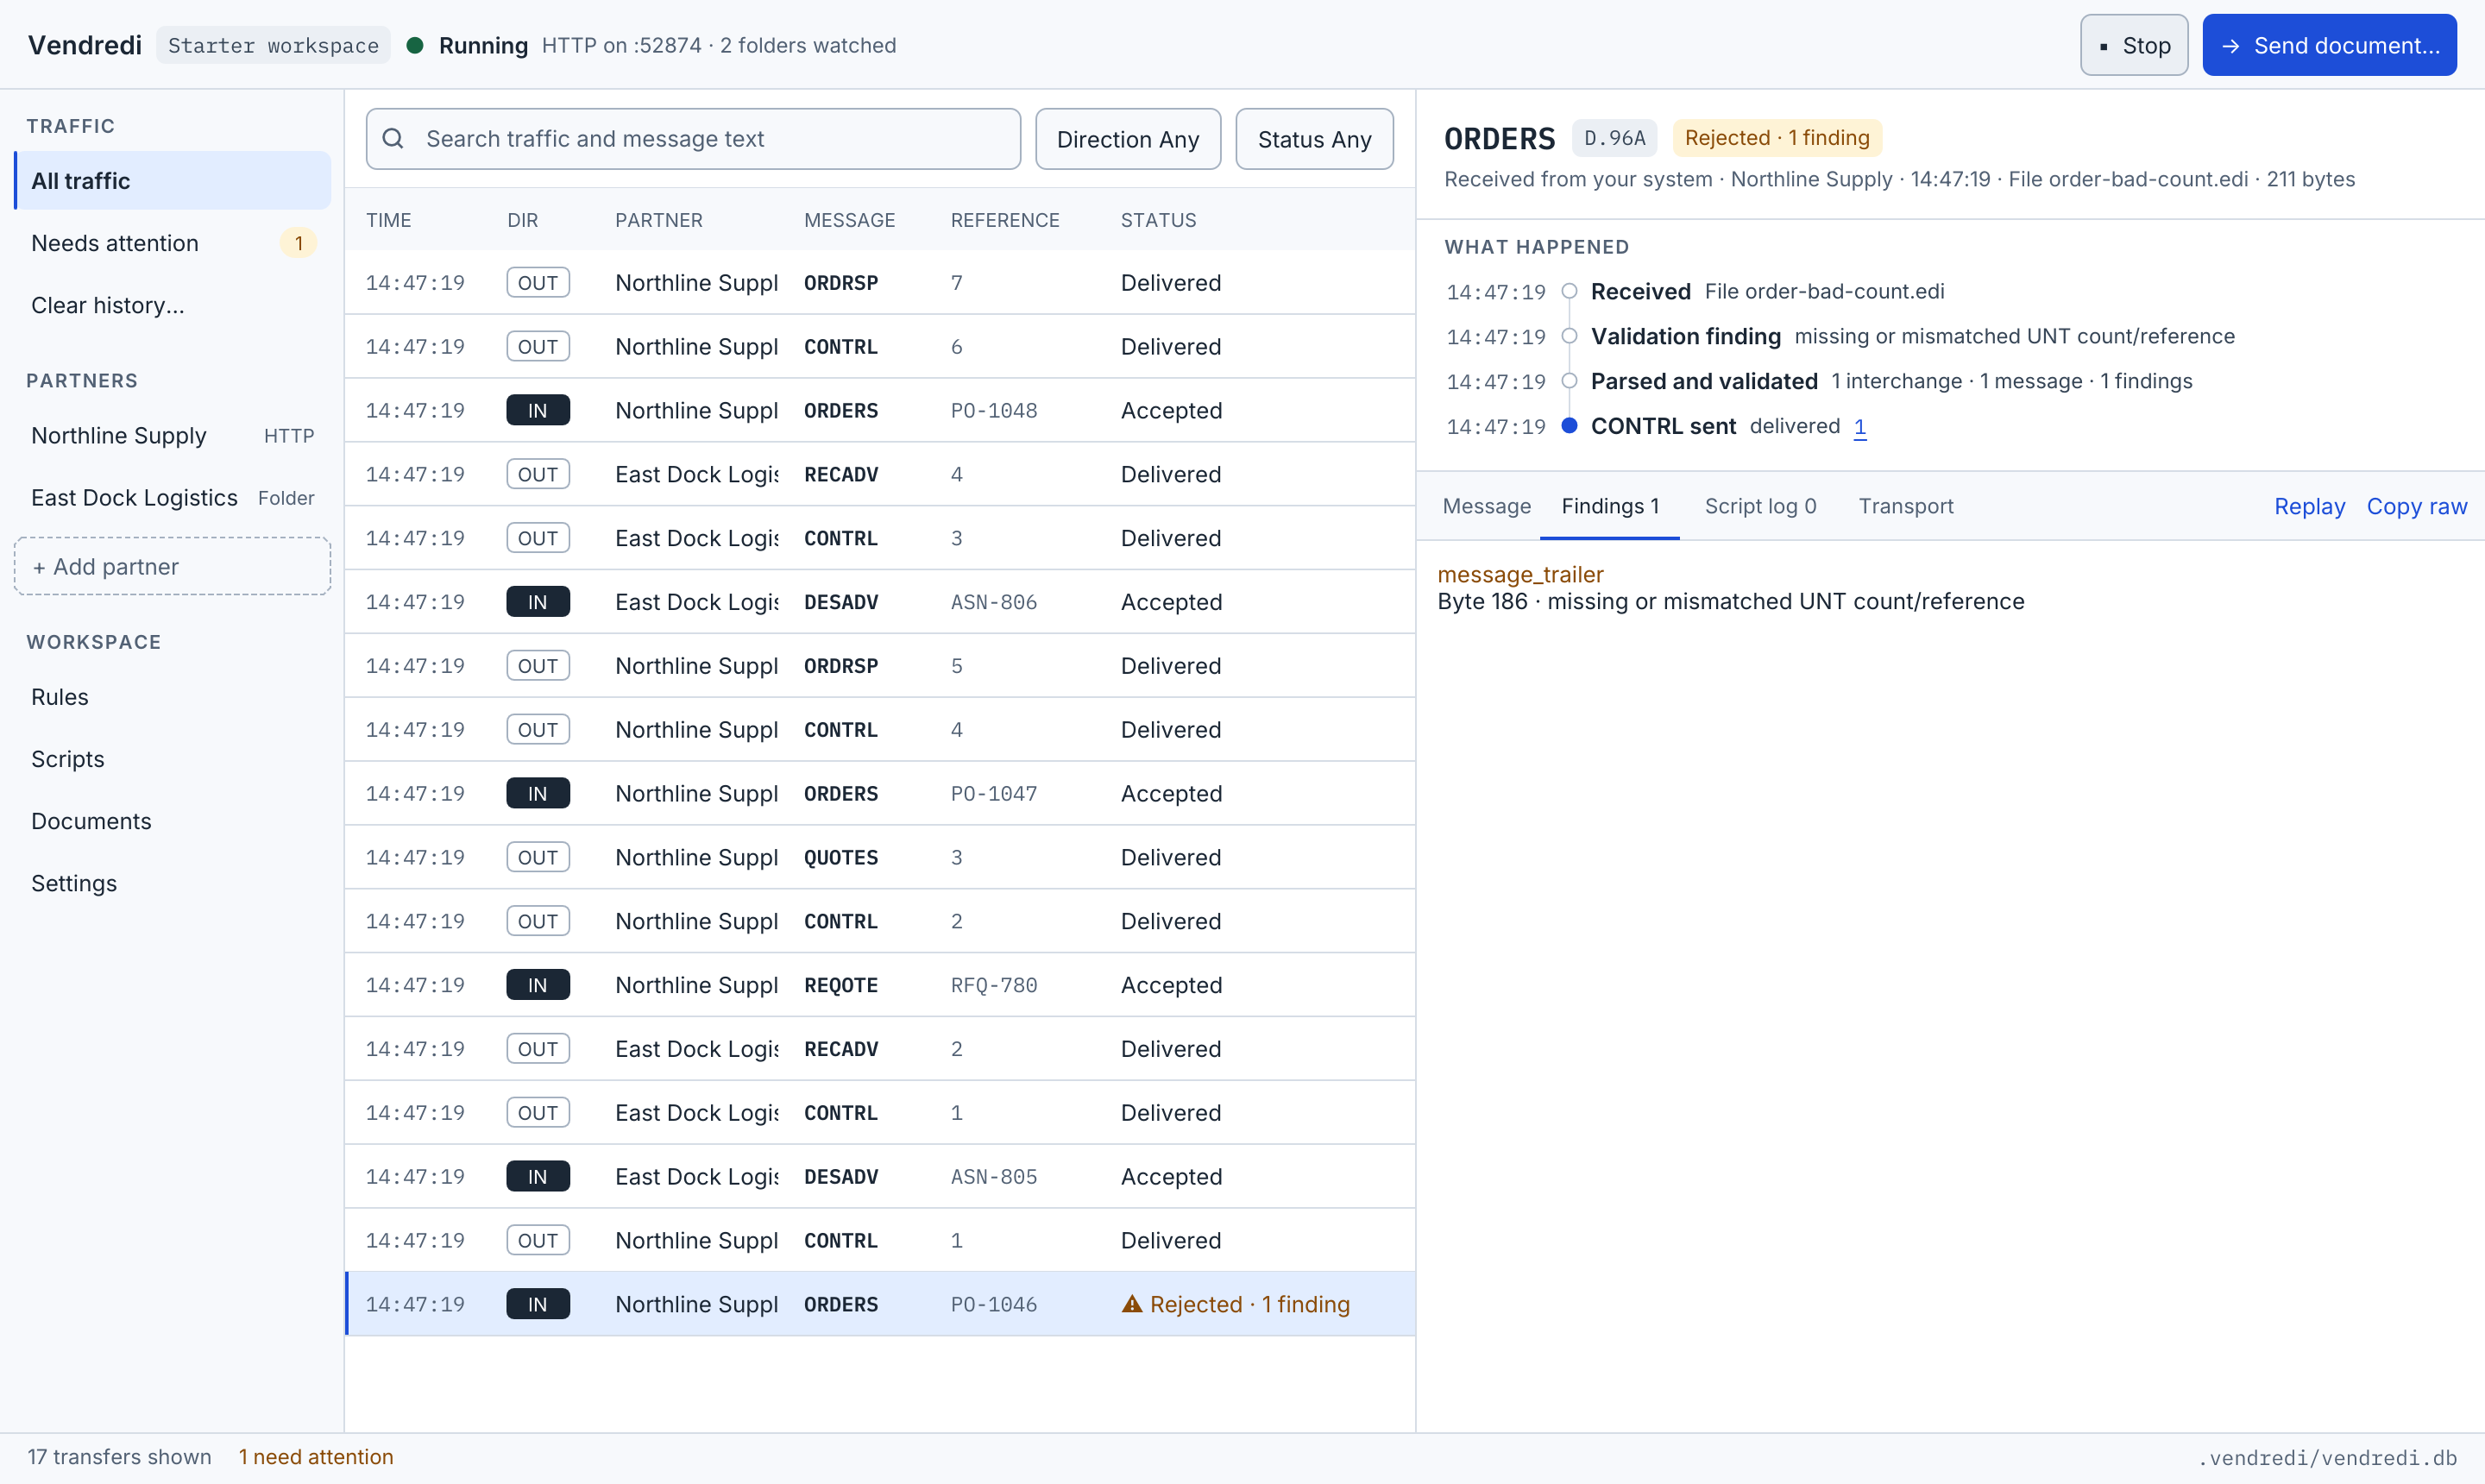 Vendredi Starter workspace Running HTTP on :52874 · 2 folders watched Stop → Send document...
TRAFFIC
All traffic
Needs attention 1
Clear history...
PARTNERS
Northline Supply HTTP
East Dock Logistics Folder
+ Add partner
WORKSPACE
Rules
Scripts
Documents
Settings
Search traffic and message text Direction Any Status Any
TIME DIR PARTNER MESSAGE REFERENCE STATUS
14:47:19 OUT Northline Suppl ORDRSP 7 Delivered
14:47:19 OUT Northline Suppl CONTRL 6 Delivered
14:47:19 IN Northline Suppl ORDERS PO-1048 Accepted
14:47:19 OUT East Dock Logis RECADV 4 Delivered
14:47:19 OUT East Dock Logis CONTRL 3 Delivered
14:47:19 IN East Dock Logis DESADV ASN-806 Accepted
14:47:19 OUT Northline Suppl ORDRSP 5 Delivered
14:47:19 OUT Northline Suppl CONTRL 4 Delivered
14:47:19 IN Northline Suppl ORDERS PO-1047 Accepted
14:47:19 OUT Northline Suppl QUOTES 3 Delivered
14:47:19 OUT Northline Suppl CONTRL 2 Delivered
14:47:19 IN Northline Suppl REQOTE RFQ-780 Accepted
14:47:19 OUT East Dock Logis RECADV 2 Delivered
14:47:19 OUT East Dock Logis CONTRL 1 Delivered
14:47:19 IN East Dock Logis DESADV ASN-805 Accepted
14:47:19 OUT Northline Suppl CONTRL 1 Delivered
14:47:19 IN Northline Suppl ORDERS PO-1046 Rejected · 1 finding
ORDERS D.96A Rejected · 1 finding
Received from your system · Northline Supply · 14:47:19 · File order-bad-count.edi · 211 bytes
WHAT HAPPENED
14:47:19 Received File order-bad-count.edi
14:47:19 Validation finding missing or mismatched UNT count/reference
14:47:19 Parsed and validated 1 interchange · 1 message · 1 findings
14:47:19 CONTRL sent delivered 1
Message Findings 1 Script log 0 Transport Replay Copy raw
message_trailer
Byte 186 · missing or mismatched UNT count/reference
17 transfers shown 1 need attention .vendredi/vendredi.db